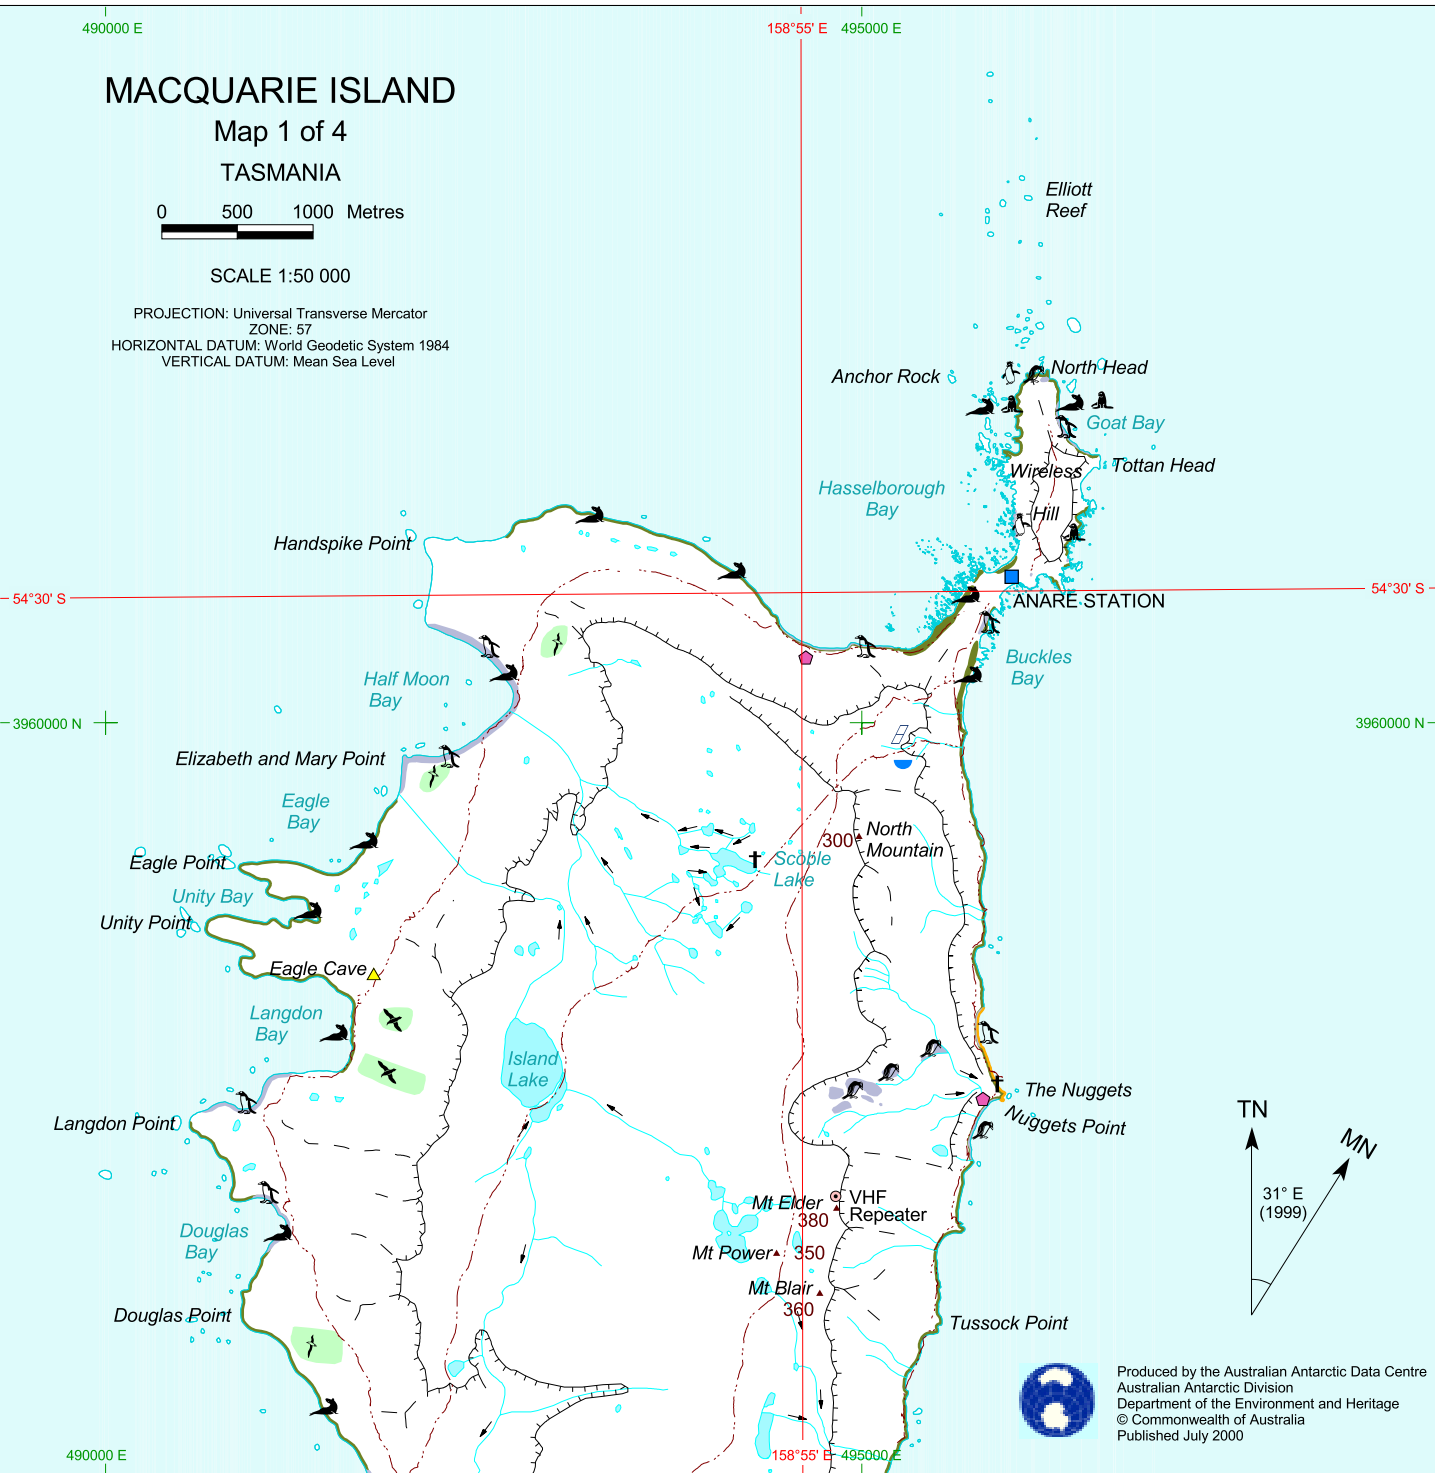 490000 E
158°55' E
495000 E
MACQUARIE ISLAND
Map 1 of 4
TASMANIA
0 500 1000 Metres
SCALE 1:50 000
PROJECTION: Universal Transverse Mercator
ZONE: 57
HORIZONTAL DATUM: World Geodetic System 1984
VERTICAL DATUM: Mean Sea Level
Elliott
Reef
Anchor Rock
North Head
Goat Bay
Tottan Head
Wireless
Hill
Hasselborough
Bay
Handspike Point
54°30' S
54°30' S
ANARE STATION
Buckles
Bay
Half Moon
Bay
3960000 N
3960000 N
Elizabeth and Mary Point
Eagle
Bay
300
North
Mountain
Eagle Point
Scoble
Lake
Unity Bay
Unity Point
Eagle Cave
Langdon
Bay
Island
Lake
The Nuggets
Nuggets Point
Langdon Point
TN
MN
31° E
(1999)
Mt Elder
380
VHF
Repeater
Douglas
Bay
Mt Power
350
Mt Blair
360
Douglas Point
Tussock Point
Produced by the Australian Antarctic Data Centre
Australian Antarctic Division
Department of the Environment and Heritage
© Commonwealth of Australia
Published July 2000
490000 E
158°55' E
495000 E